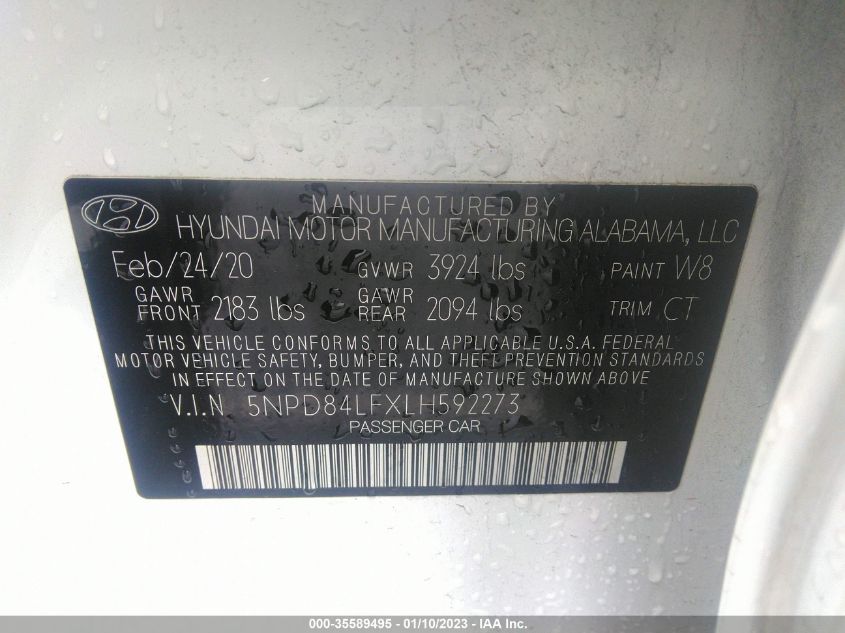 MANUFACTURED BY
HYUNDAI MOTOR MANUFACTURING ALABAMA, LLC
Feb/24/20 GVWR 3924 lbs PAINT W8
GAWR FRONT 2183 lbs GAWR REAR 2094 lbs TRIM CT
THIS VEHICLE CONFORMS TO ALL APPLICABLE U.S.A. FEDERAL
MOTOR VEHICLE SAFETY, BUMPER, AND THEFT PREVENTION STANDARDS
IN EFFECT ON THE DATE OF MANUFACTURE SHOWN ABOVE
V.I.N 5NPD84LFXLH592273
PASSENGER CAR
000-35589495 - 01/10/2023 - IAA Inc.